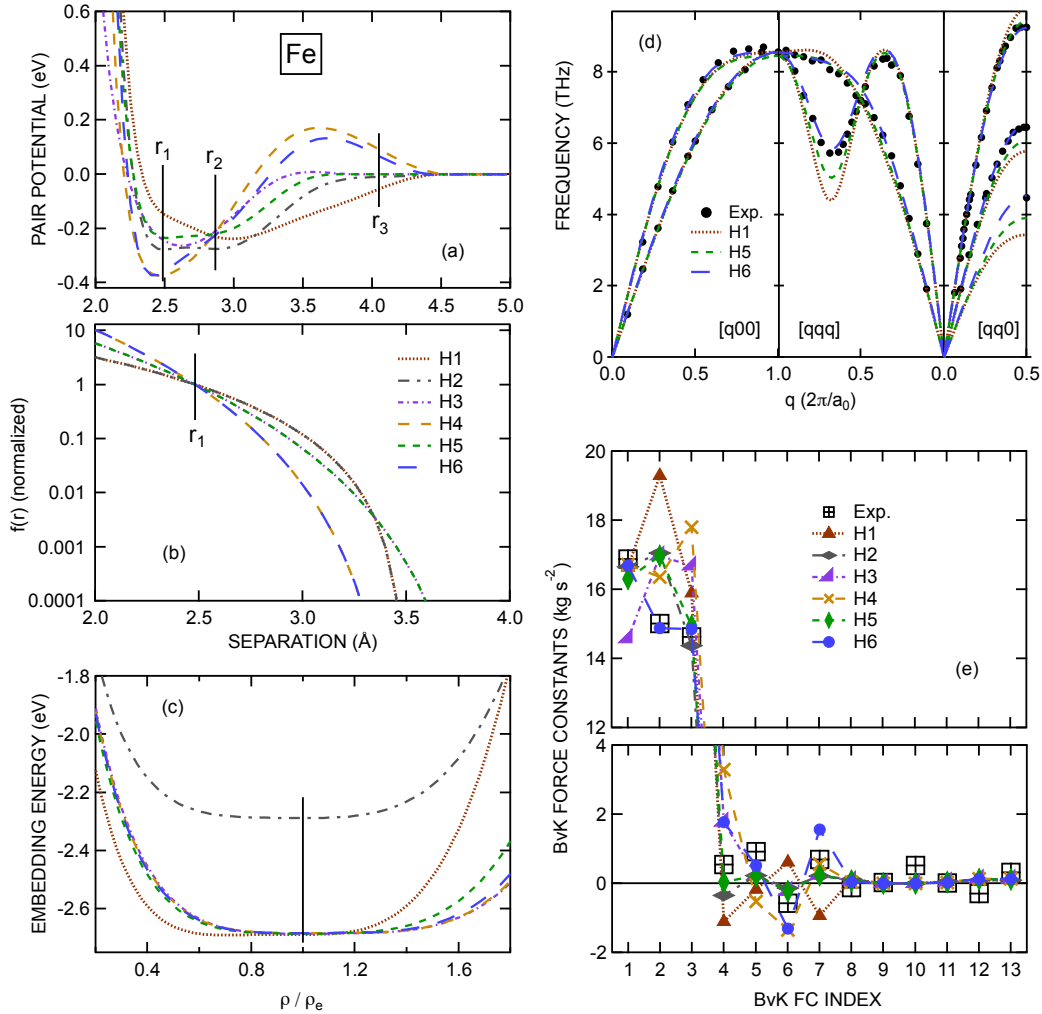 Fe
0.6
0.4
0.2
0.0
-0.2
-0.4
PAIR POTENTIAL (eV)
r1
r2
r3
(a)
2.0 2.5 3.0 3.5 4.0 4.5 5.0
10
1
0.1
0.01
0.001
0.0001
f(r) (normalized)
r1
H1
H2
H3
H4
H5
H6
(b)
2.0 2.5 3.0 3.5 4.0
SEPARATION (Å)
-1.8
-2.0
-2.2
-2.4
-2.6
EMBEDDING ENERGY (eV)
(c)
0.4 0.8 1.2 1.6
ρ / ρe
(d)
8
6
4
2
0
FREQUENCY (THz)
Exp.
H1
H5
H6
[q00] [qqq] [qq0]
0.0 0.5 1.0 0.5 0.0 0.5
q (2π/a0)
20
18
16
14
12
Exp.
H1
H2
H3
H4
H5
H6
(e)
BvK FORCE CONSTANTS (kg s-2)
4
2
0
-2
BvK FORCE CONSTANTS
1 2 3 4 5 6 7 8 9 10 11 12 13
BvK FC INDEX